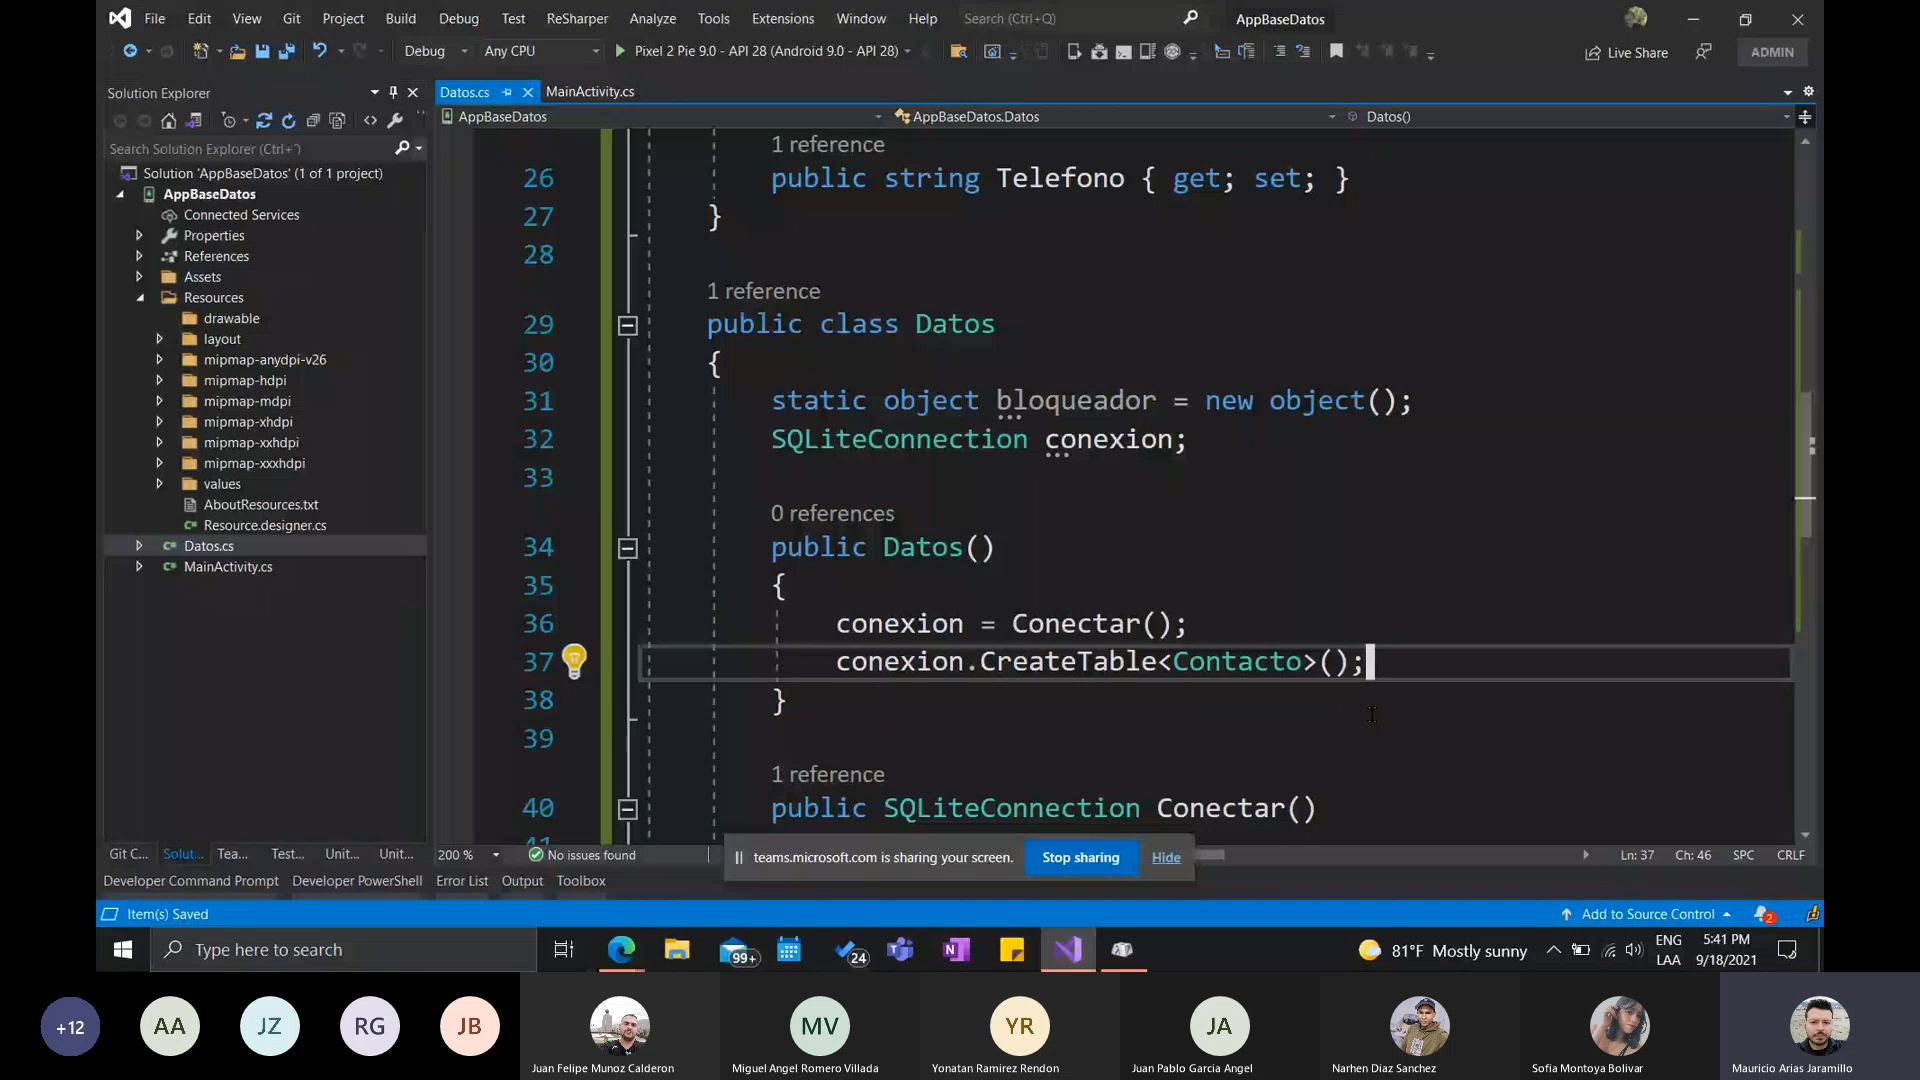 File Edit View Git Project Build Debug Test ReSharper Analyze Tools Extensions Window Help Search (Ctrl+Q) AppBaseDatos
Debug Any CPU Pixel 2 Pie 9.0 - API 28 (Android 9.0 - API 28) Live Share ADMIN
Solution Explorer
Search Solution Explorer (Ctrl+¨)
Solution 'AppBaseDatos' (1 of 1 project)
AppBaseDatos
Connected Services
Properties
References
Assets
Resources
drawable
layout
mipmap-anydpi-v26
mipmap-hdpi
mipmap-mdpi
mipmap-xhdpi
mipmap-xxhdpi
mipmap-xxxhdpi
values
AboutResources.txt
Resource.designer.cs
Datos.cs
MainActivity.cs
Git C... Solut... Tea... Test... Unit... Unit...
Datos.cs MainActivity.cs
AppBaseDatos AppBaseDatos.Datos Datos()
1 reference
26 public string Telefono { get; set; }
27 }
28
1 reference
29 public class Datos
30 {
31 static object bloqueador = new object();
32 SQLiteConnection conexion;
33
0 references
34 public Datos()
35 {
36 conexion = Conectar();
37 conexion.CreateTable<Contacto>();
38 }
39
1 reference
40 public SQLiteConnection Conectar()
200 % No issues found Ln: 37 Ch: 46 SPC CRLF
teams.microsoft.com is sharing your screen. Stop sharing Hide
Developer Command Prompt Developer PowerShell Error List Output Toolbox
Item(s) Saved Add to Source Control 2
Type here to search 99+ 24 81°F Mostly sunny ENG LAA 5:41 PM 9/18/2021
+12 AA JZ RG JB MV YR JA
Juan Felipe Munoz Calderon Miguel Angel Romero Villada Yonatan Ramirez Rendon Juan Pablo Garcia Angel Narhen Diaz Sanchez Sofia Montoya Bolivar Mauricio Arias Jaramillo